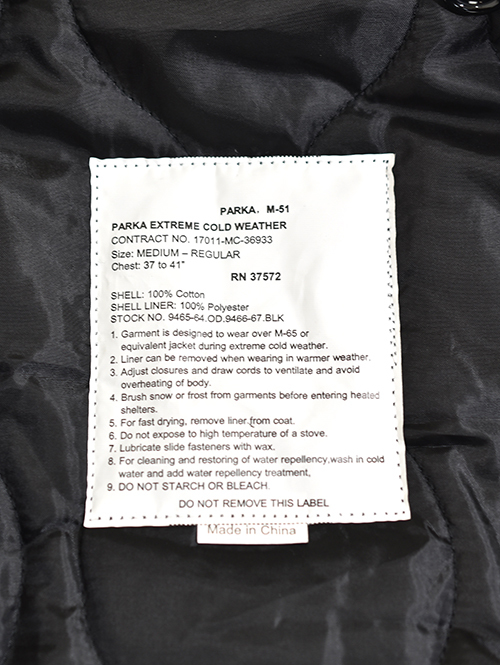 PARKA. M-51
PARKA EXTREME COLD WEATHER
CONTRACT NO. 17011-MC-36933
Size: MEDIUM – REGULAR
Chest: 37 to 41"
RN 37572
SHELL: 100% Cotton
SHELL LINER: 100% Polyester
STOCK NO. 9465-64.OD.9466-67.BLK
1. Garment is designed to wear over M-65 or
equivalent jacket during extreme cold weather.
2. Liner can be removed when wearing in warmer weather.
3. Adjust closures and draw cords to ventilate and avoid
overheating of body.
4. Brush snow or frost from garments before entering heated
shelters.
5. For fast drying, remove liner from coat.
6. Do not expose to high temperature of a stove.
7. Lubricate slide fasteners with wax.
8. For cleaning and restoring of water repellency,wash in cold
water and add water repellency treatment,
9. DO NOT STARCH OR BLEACH.
DO NOT REMOVE THIS LABEL
Made in China